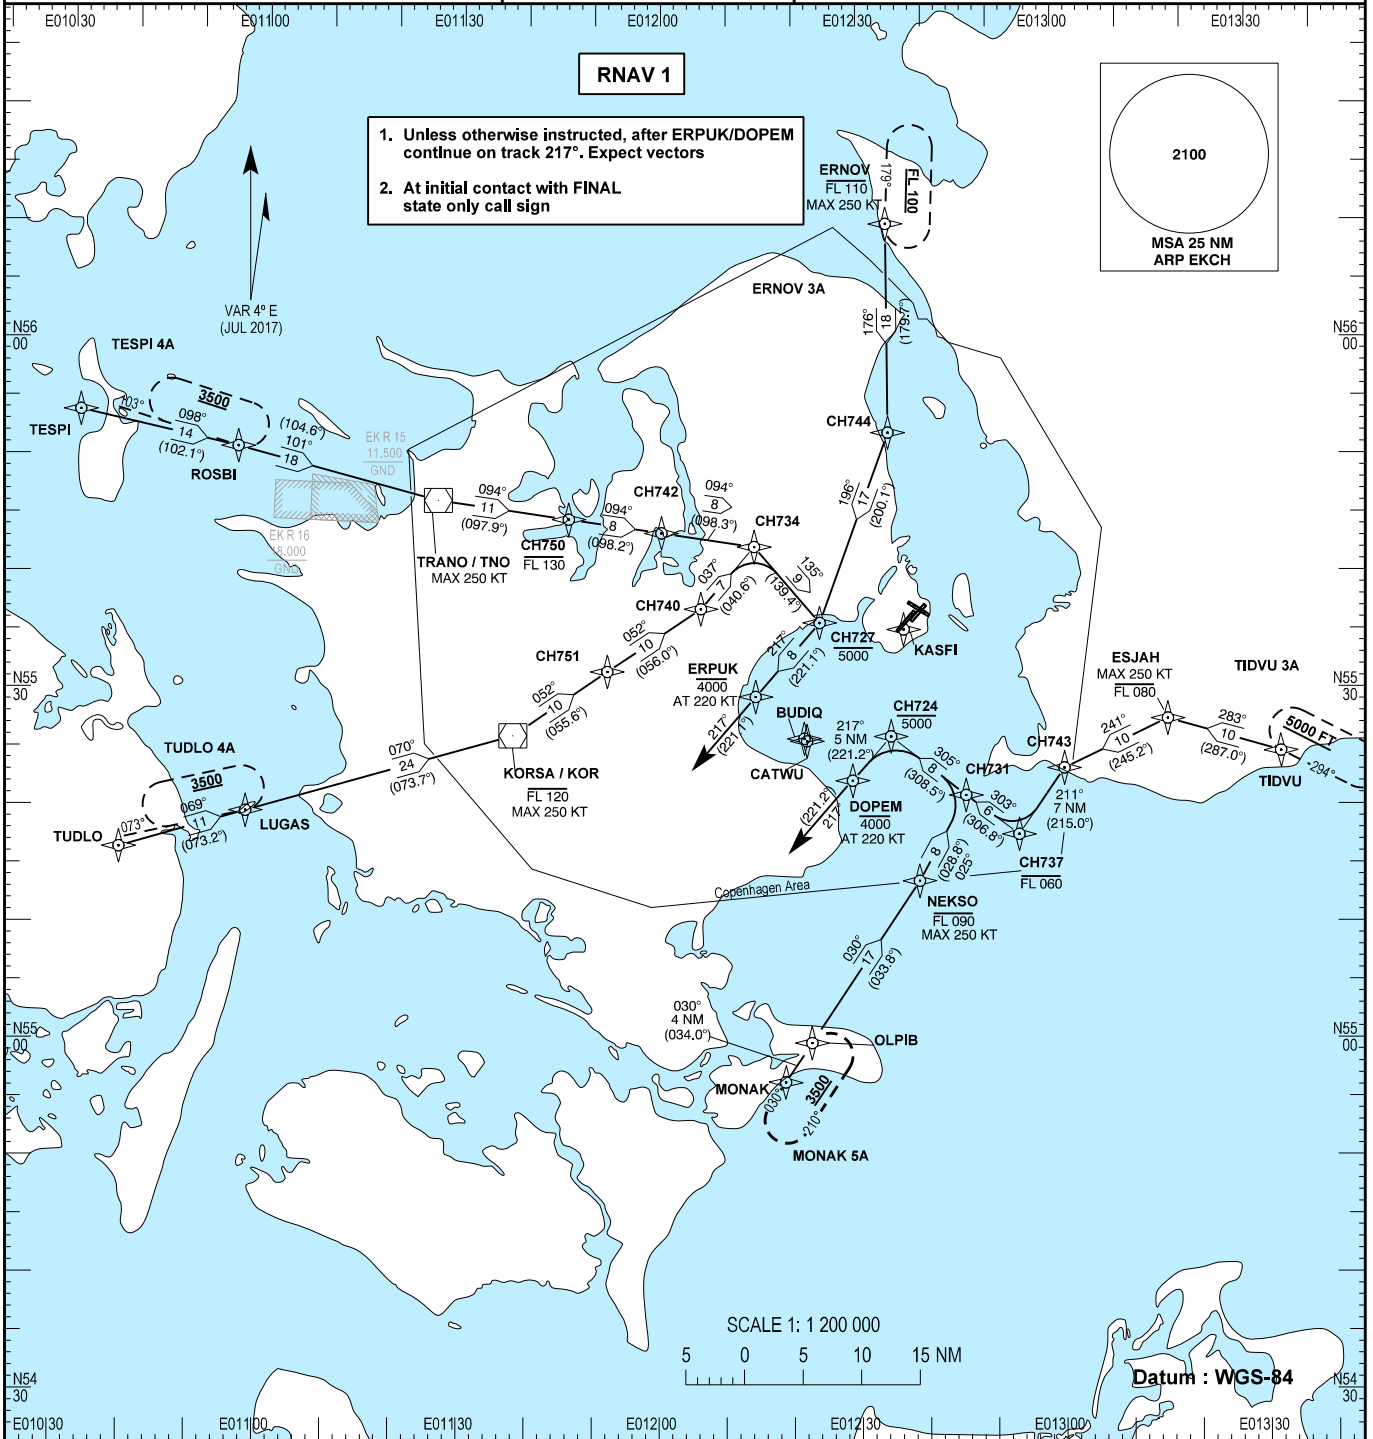 E010|30
E011|00
E011|30
E012|00
E012|30
E013|00
E013|30
RNAV 1
1. Unless otherwise instructed, after ERPUK/DOPEM
continue on track 217°. Expect vectors
2. At initial contact with FINAL
state only call sign
2100
MSA 25 NM
ARP EKCH
ERNOV
FL 110
MAX 250 KT
179°
FL 100
VAR 4° E
(JUL 2017)
ERNOV 3A
176°
18
(179.7°)
N56
00
N56
00
TESPI 4A
3500
103°
TESPI
098°
14
(102.1°)
ROSBI
(104.6°)
101°
18
EK R 15
11.500
GND
EK R 16
18.000
GND
CH744
196°
17
(200.1°)
TRANO / TNO
MAX 250 KT
094°
11
(097.9°)
CH750
FL 130
094°
8
(098.2°)
CH742
094°
8
(098.3°)
CH734
135°
9
(139.4°)
037°
7
(040.6°)
CH740
052°
10
(056.0°)
CH751
052°
10
(055.6°)
CH727
5000
KASFI
217°
8
(221.1°)
ERPUK
4000
AT 220 KT
217°
(221.1°)
BUDIQ
CATWU
CH724
5000
217°
5 NM
(221.2°)
DOPEM
4000
AT 220 KT
(221.2°)
217°
305°
8
(308.5°)
CH731
303°
6
(306.8°)
CH743
211°
7 NM
(215.0°)
CH737
FL 060
241°
10
(245.2°)
ESJAH
MAX 250 KT
FL 080
283°
10
(287.0°)
TIDVU 3A
5000 FT
294°
TIDVU
N55
30
N55
30
TUDLO 4A
3500
TUDLO
073°
069°
11
(073.2°)
LUGAS
070°
24
(073.7°)
KORSA / KOR
FL 120
MAX 250 KT
Copenhagen Area
8
(028.8°)
025°
NEKSO
FL 090
MAX 250 KT
030°
17
(033.8°)
030°
4 NM
(034.0°)
OLPIB
MONAK
030°
3500
210°
MONAK 5A
N55
00
N55
00
SCALE 1: 1 200 000
5 0 5 10 15 NM
Datum : WGS-84
N54
30
N54
30
E010|30
E011|00
E011|30
E012|00
E012|30
E013|00
E013|30